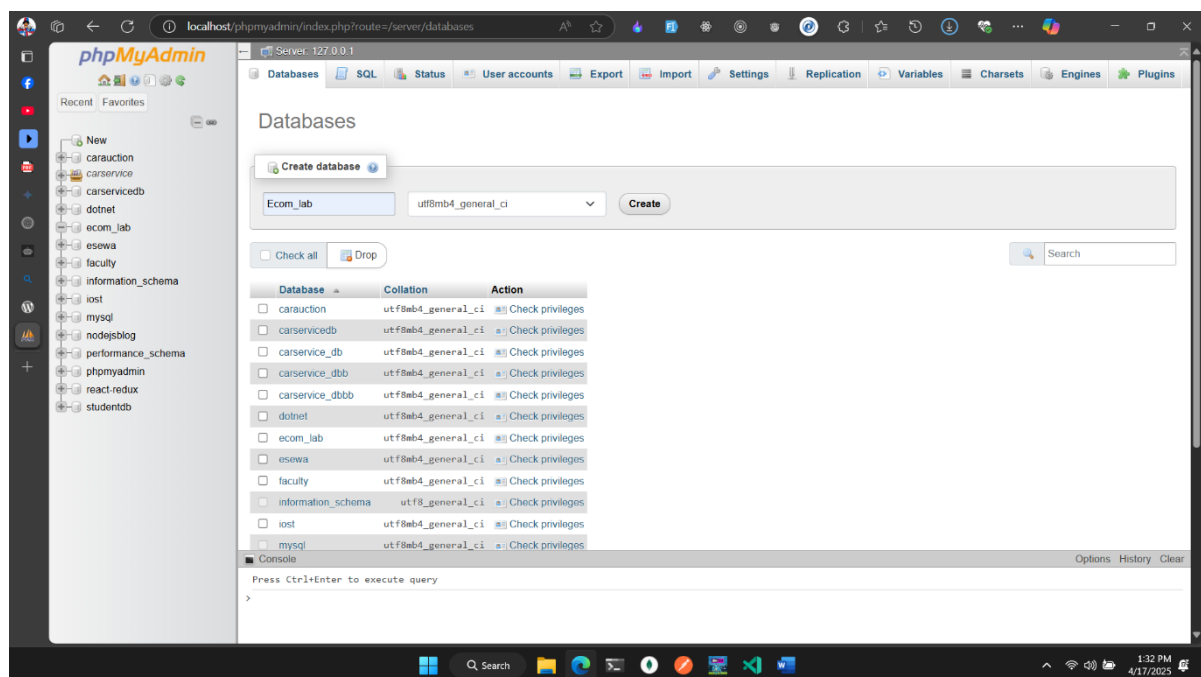 localhost/phpmyadmin/index.php?route=/server/databases
phpMyAdmin
Recent Favorites
New
carauction
carservice
carservicedb
dotnet
ecom_lab
esewa
faculty
information_schema
iost
mysql
nodejsblog
performance_schema
phpmyadmin
react-redux
studentdb
Server: 127.0.0.1
Databases SQL Status User accounts Export Import Settings Replication Variables Charsets Engines Plugins
Databases
Create database
Ecom_lab utf8mb4_general_ci Create
Check all Drop Search
Database Collation Action
carauction utf8mb4_general_ci Check privileges
carservicedb utf8mb4_general_ci Check privileges
carservice_db utf8mb4_general_ci Check privileges
carservice_dbb utf8mb4_general_ci Check privileges
carservice_dbbb utf8mb4_general_ci Check privileges
dotnet utf8mb4_general_ci Check privileges
ecom_lab utf8mb4_general_ci Check privileges
esewa utf8mb4_general_ci Check privileges
faculty utf8mb4_general_ci Check privileges
information_schema utf8_general_ci Check privileges
iost utf8mb4_general_ci Check privileges
mysql utf8mb4_general_ci Check privileges
Console Options History Clear
Press Ctrl+Enter to execute query
>
Search
1:32 PM
4/17/2025